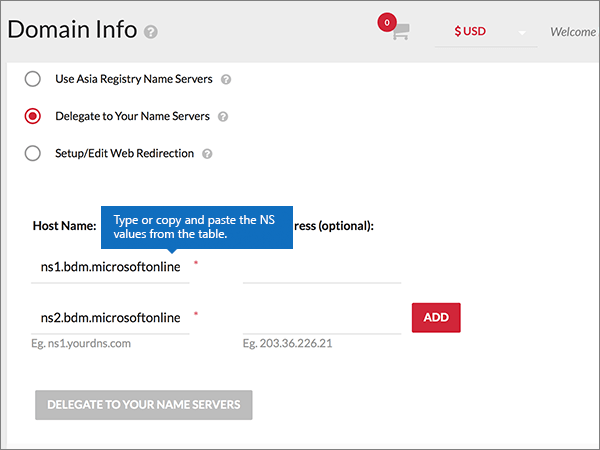 Domain Info ?
0
$ USD
Welcome
Use Asia Registry Name Servers ?
Delegate to Your Name Servers ?
Setup/Edit Web Redirection ?
Type or copy and paste the NS
values from the table.
Host Name:
ress (optional):
ns1.bdm.microsoftonline *
ns2.bdm.microsoftonline * ADD
Eg. ns1.yourdns.com Eg. 203.36.226.21
DELEGATE TO YOUR NAME SERVERS